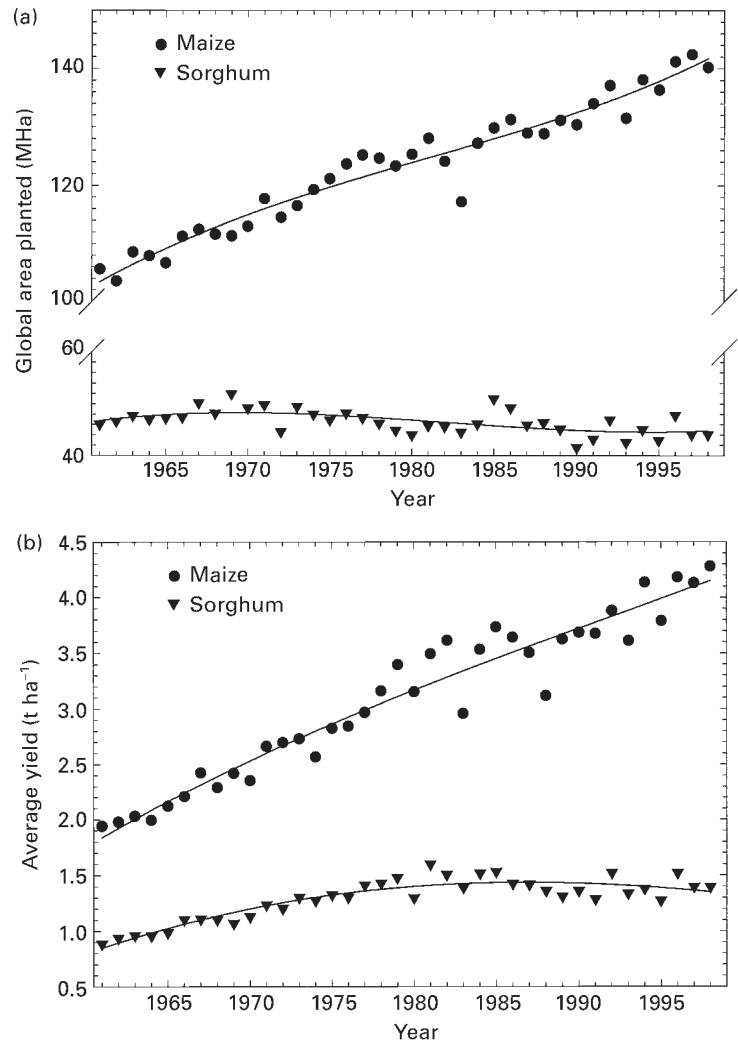 (a)
Maize
Sorghum
140
120
100
60
40
Global area planted (MHa)
1965 1970 1975 1980 1985 1990 1995
Year
(b)
Maize
Sorghum
4.5
4.0
3.5
3.0
2.5
2.0
1.5
1.0
0.5
Average yield (t ha⁻¹)
1965 1970 1975 1980 1985 1990 1995
Year